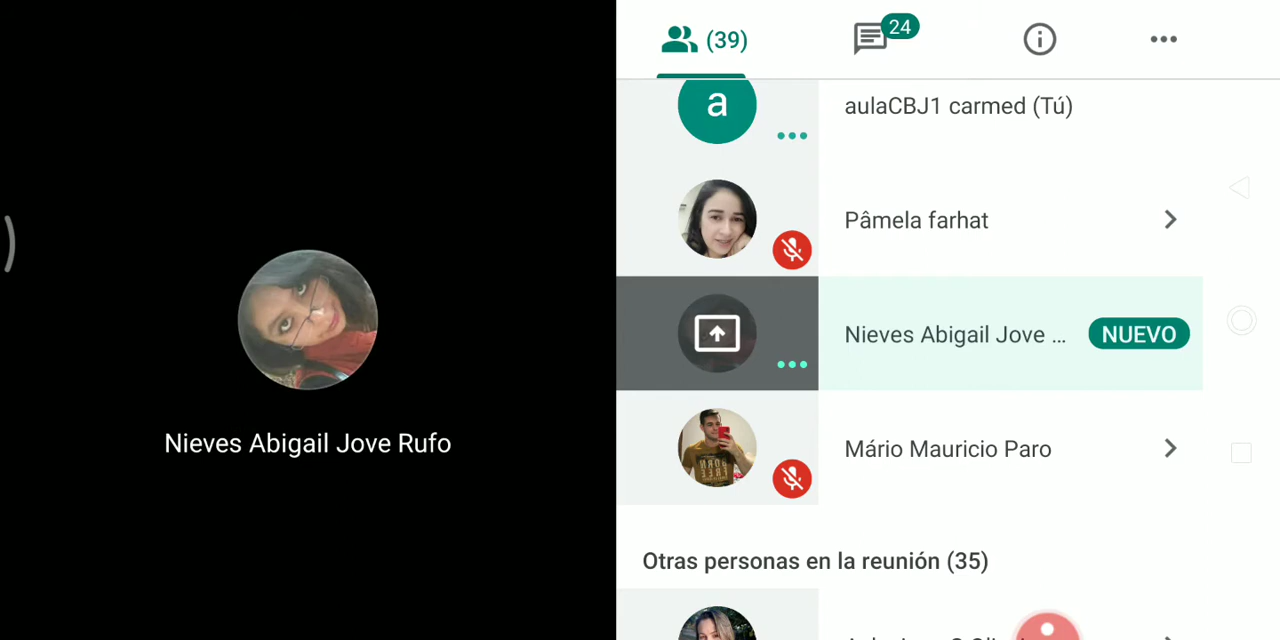 (39)
24
a
aulaCBJ1 carmed (Tú)
Pâmela farhat
Nieves Abigail Jove ...
NUEVO
Mário Mauricio Paro
Otras personas en la reunión (35)
Nieves Abigail Jove Rufo